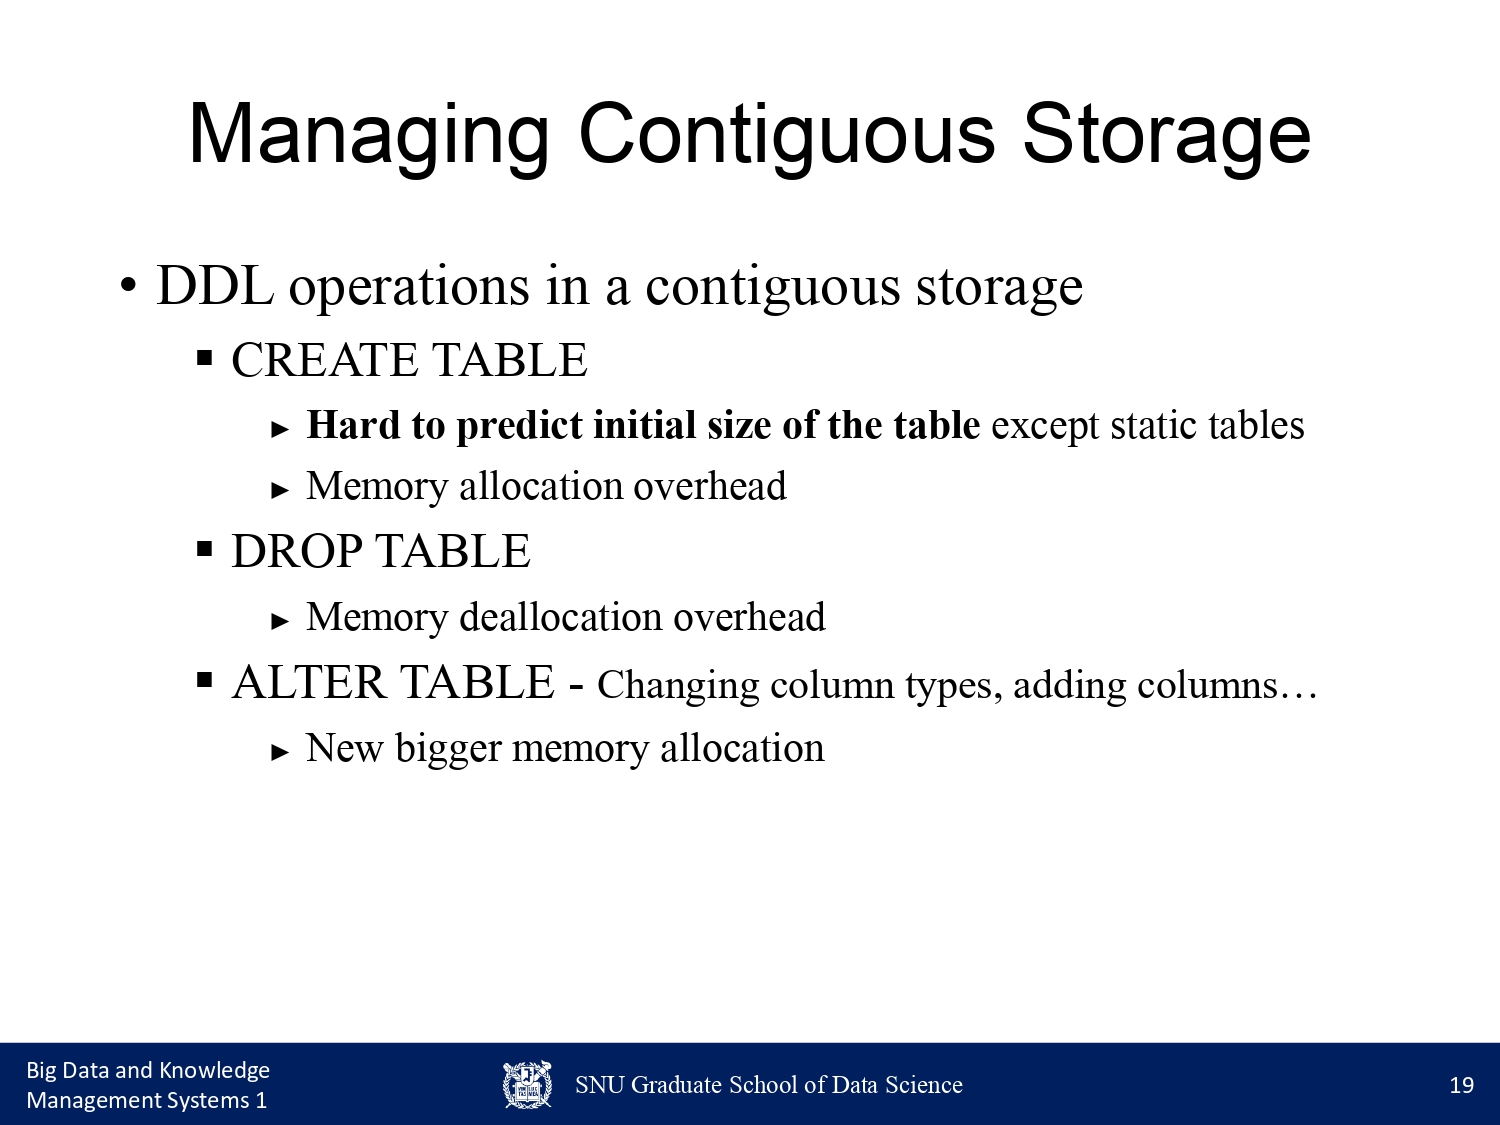 Managing Contiguous Storage
• DDL operations in a contiguous storage
▪ CREATE TABLE
► Hard to predict initial size of the table except static tables
► Memory allocation overhead
▪ DROP TABLE
► Memory deallocation overhead
▪ ALTER TABLE - Changing column types, adding columns…
► New bigger memory allocation
Big Data and Knowledge
Management Systems 1
SNU Graduate School of Data Science
19